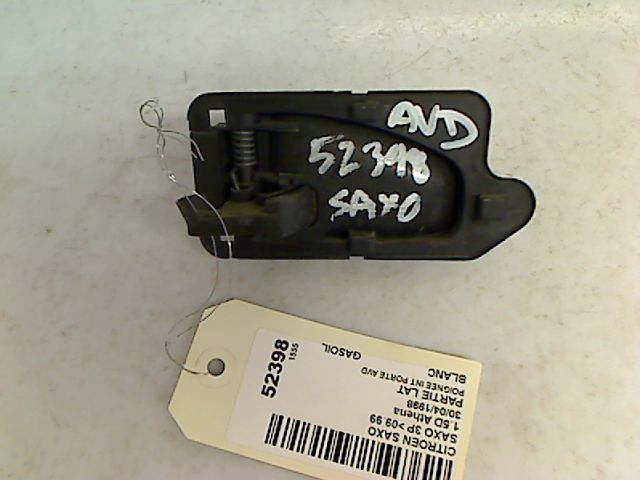 AVD
52398
SAXO
CITROEN SAXO
SAXO 3P >09.99
1.5D Athena
30/04/1998
PARTIE LAT
POIGNEE INT PORTE AVD
BLANC
GASOIL
52398
1555